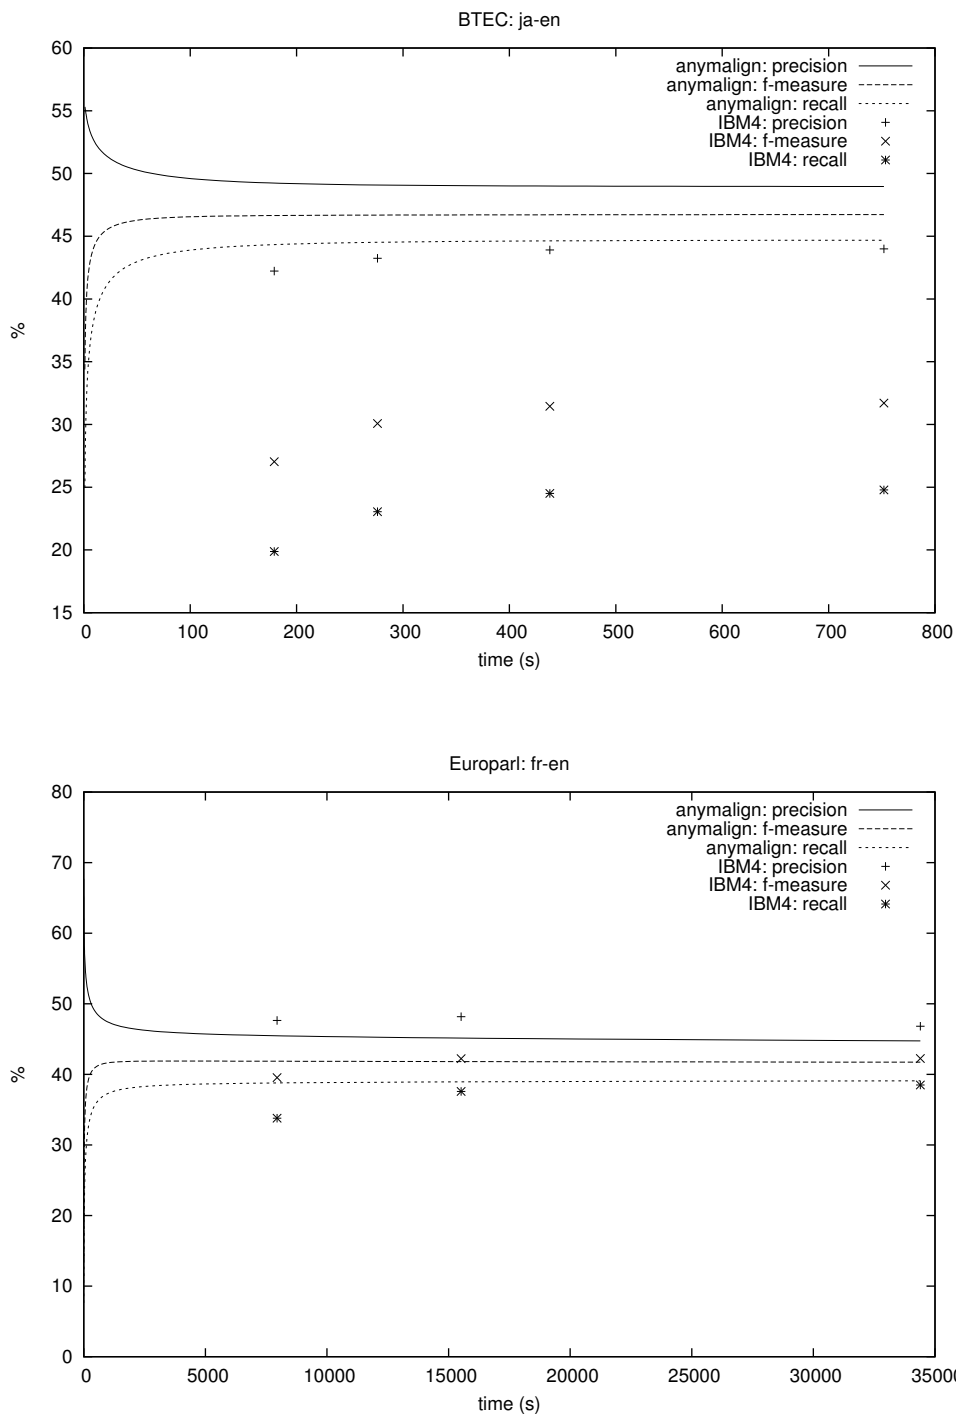 BTEC: ja-en
60
55
50
45
40
35
30
25
20
15
%
anymalign: precision
anymalign: f-measure
anymalign: recall
IBM4: precision
IBM4: f-measure
IBM4: recall
0 100 200 300 400 500 600 700 800
time (s)
Europarl: fr-en
80
70
60
50
40
30
20
10
0
%
anymalign: precision
anymalign: f-measure
anymalign: recall
IBM4: precision
IBM4: f-measure
IBM4: recall
0 5000 10000 15000 20000 25000 30000 35000
time (s)